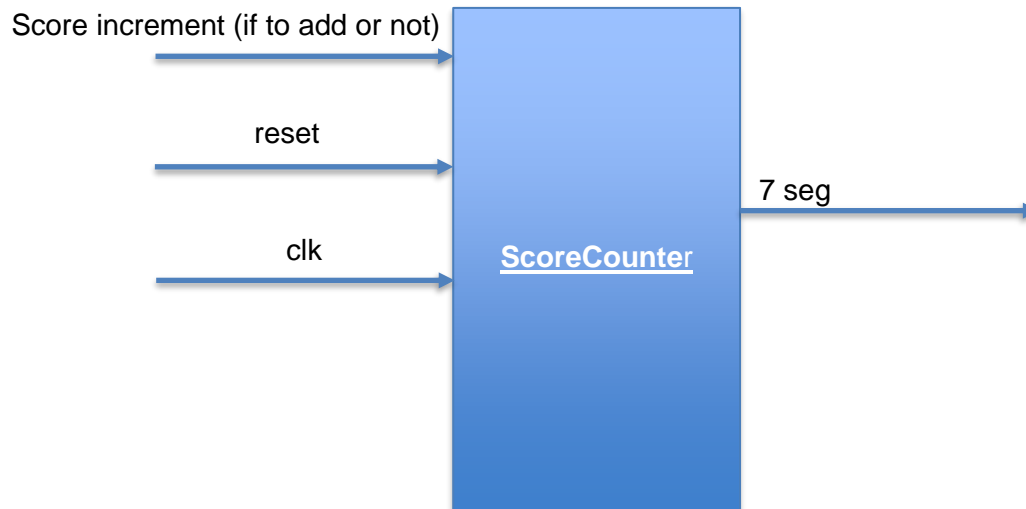 Score increment (if to add or not)
reset
7 seg
clk
ScoreCounter